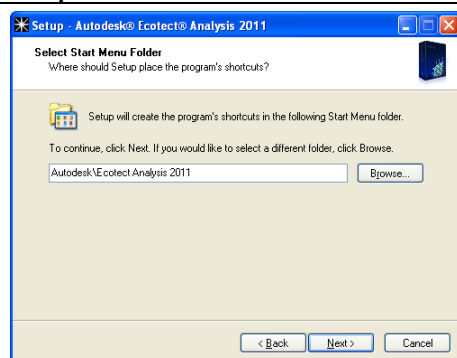 Setup - Autodesk® Ecotect® Analysis 2011
Select Start Menu Folder
Where should Setup place the program's shortcuts?
Setup will create the program's shortcuts in the following Start Menu folder.
To continue, click Next. If you would like to select a different folder, click Browse.
Autodesk\Ecotect Analysis 2011
Browse...
< Back
Next >
Cancel